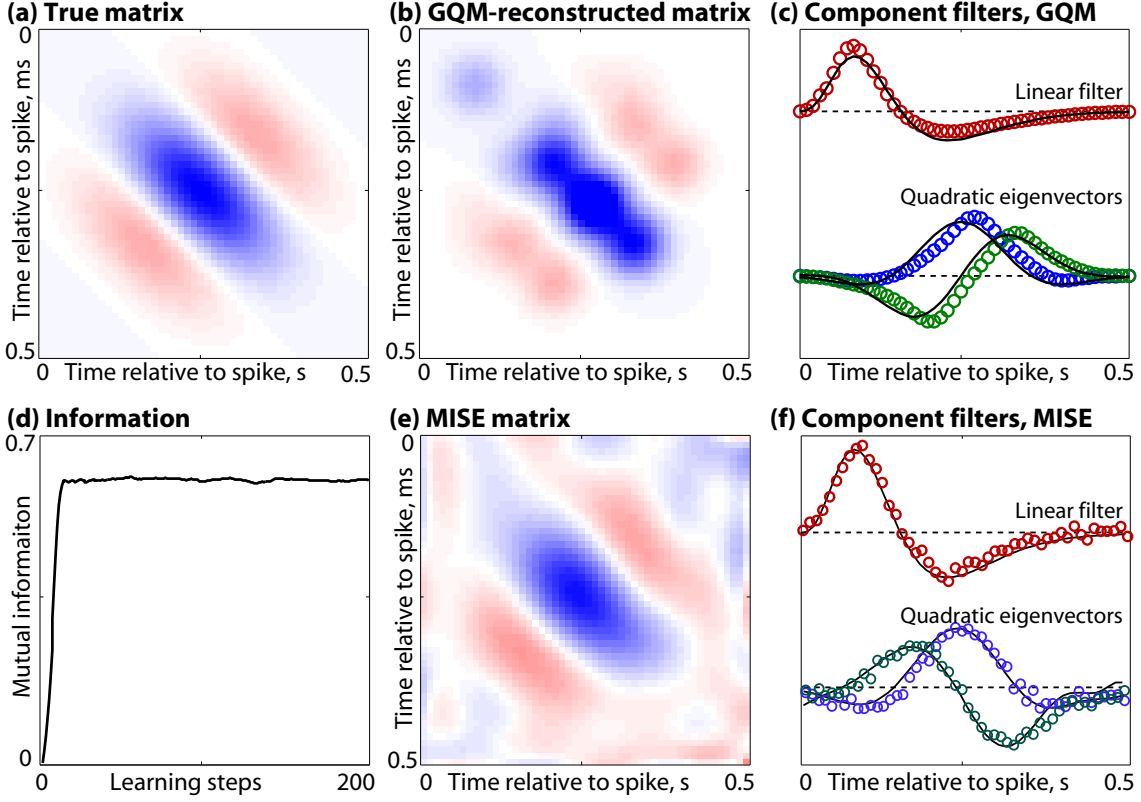 (a) True matrix
0
Time relative to spike, ms
0.5
0
Time relative to spike, s
0.5
(b) GQM-reconstructed matrix
0
Time relative to spike, ms
0.5
0
Time relative to spike, s
0.5
(c) Component filters, GQM
Linear filter
Quadratic eigenvectors
0
Time relative to spike, s
0.5
(d) Information
0.7
Mutual informaiton
0
0
Learning steps
200
(e) MISE matrix
0
Time relative to spike, ms
0.5
0
Time relative to spike, s
0.5
(f) Component filters, MISE
Linear filter
Quadratic eigenvectors
0
Time relative to spike, s
0.5